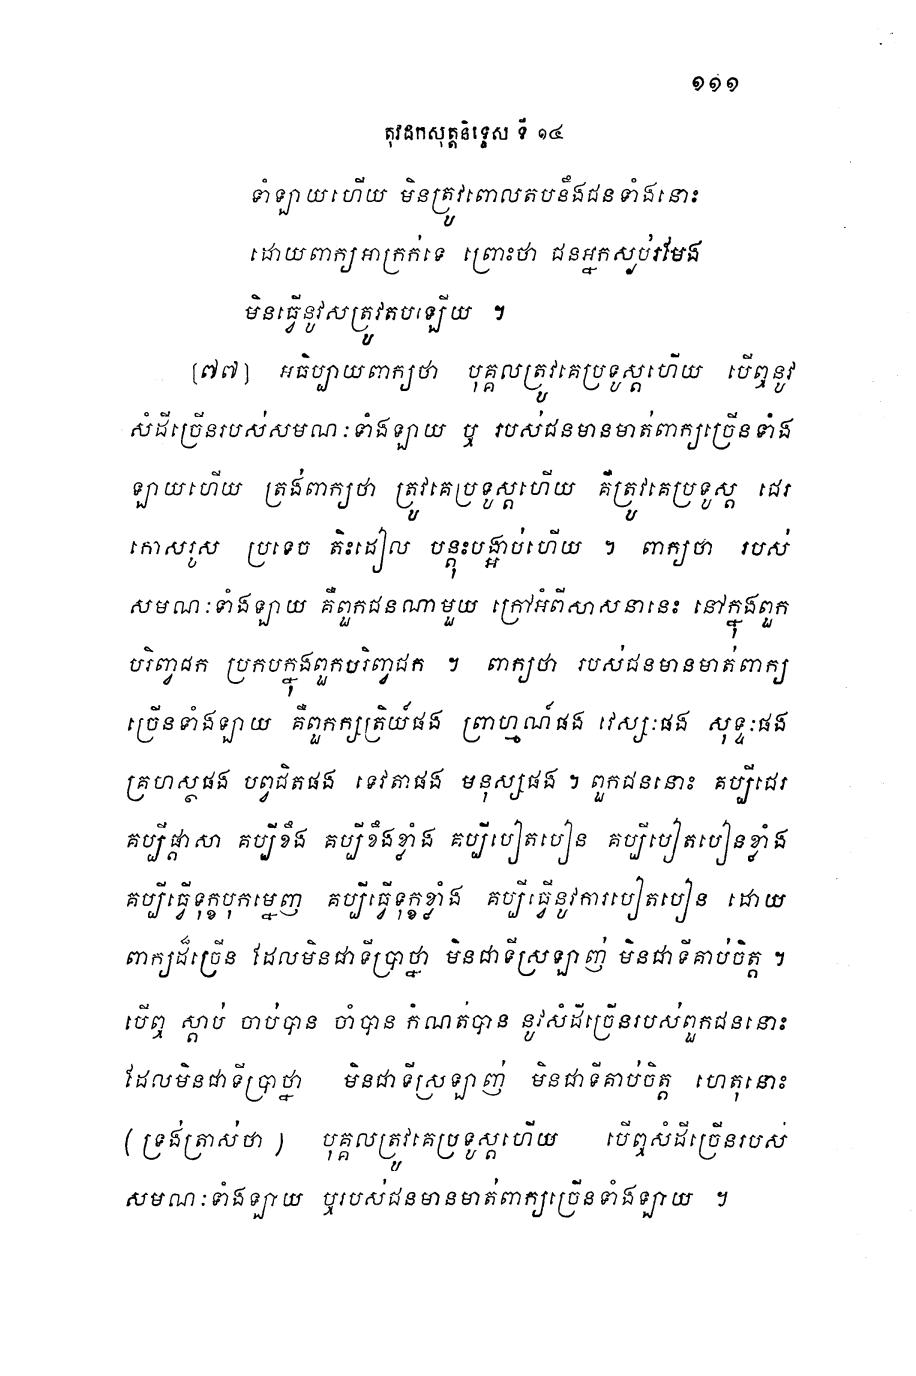 ១១១
តុវដកសុត្តនិទ្ទេស ទី ១៤
ទាំឡាយហើយ មិនត្រូវពោលតបនឹងជនទាំងនោះ
ដោយពាក្យអាក្រក់ទេ ព្រោះថា ជនអ្នកស្ងប់រមែង
មិនធ្វើនូវសត្រូវតបឡើយ ។
[៧៧] អធិប្បាយពាក្យថា បុគ្គលត្រូវគេប្រទូស្តហើយ បើឮនូវ
សំដីច្រើនរបស់សមណៈទាំងឡាយ ឬ របស់ជនមានមាត់ពាក្យច្រើនទាំង
ឡាយហើយ ត្រង់ពាក្យថា ត្រូវគេប្រទូស្តហើយ គឺត្រូវគេប្រទូស្ត ជេរ
កោសរូស ប្រទេច តិះដៀល បន្តុះបង្អាប់ហើយ ។ ពាក្យថា របស់
សមណៈទាំងឡាយ គឺពួកជនណាមួយ ក្រៅអំពីសាសនានេះ នៅក្នុងពួក
បរិញ្វជក ប្រកបក្នុងពួកបរិញ្វជក ។ ពាក្យថា របស់ជនមានមាត់ពាក្យ
ច្រើនទាំងឡាយ គឺពួកក្សត្រិយ៍ផង ព្រាហ្មណ៍ផង វេស្សៈផង សុទ្ទៈផង
គ្រហស្ថផង បព្វជិតផង ទេវតាផង មនុស្សផង ។ ពួកជននោះ គប្បីជេរ
គប្បីផ្តាសា គប្បីខឹង គប្បីខឹងខ្លាំង គប្បីបៀតបៀន គប្បីបៀតបៀនខ្លាំង
គប្បីធ្វើទុក្ខបុកម្នេញ គប្បីធ្វើទុក្ខខ្លាំង គប្បីធ្វើនូវការបៀតបៀន ដោយ
ពាក្យដ៏ច្រើន ដែលមិនជាទីប្រាថ្នា មិនជាទីស្រឡាញ់ មិនជាទីគាប់ចិត្ត ។
បើឮ ស្តាប់ ចាប់បាន ចាំបាន កំណត់បាន នូវសំដីច្រើនរបស់ពួកជននោះ
ដែលមិនជាទីប្រាថ្នា មិនជាទីស្រឡាញ់ មិនជាទីគាប់ចិត្ត ហេតុនោះ
(ទ្រង់ត្រាស់ថា) បុគ្គលត្រូវគេប្រទូស្តហើយ បើឮសំដីច្រើនរបស់
សមណៈទាំងឡាយ ឬរបស់ជនមានមាត់ពាក្យច្រើនទាំងឡាយ ។